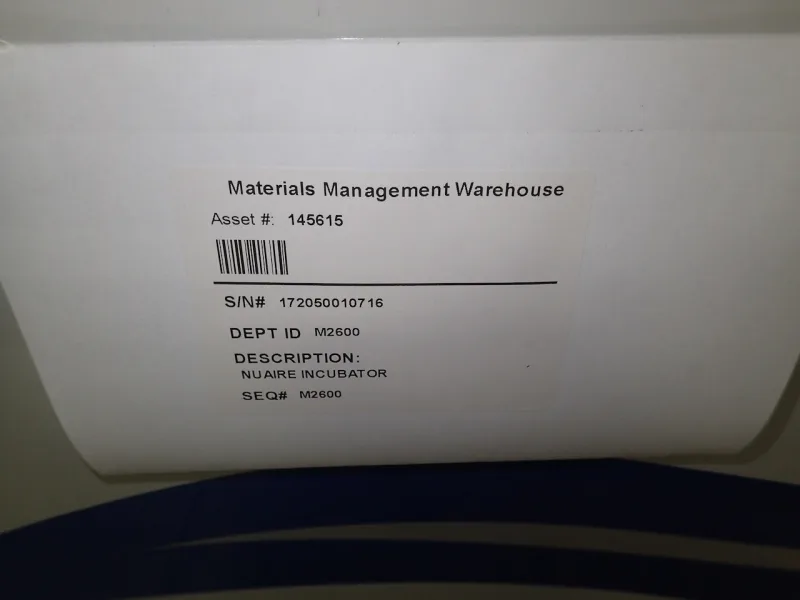 Materials Management Warehouse
Asset #: 145615
S/N# 172050010716
DEPT ID M2600
DESCRIPTION:
NUAIRE INCUBATOR
SEQ# M2600